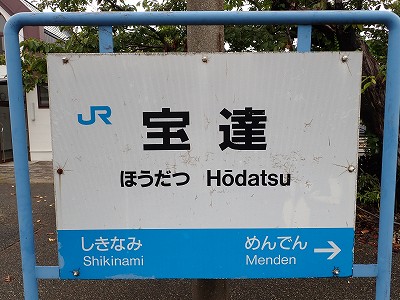 JR
宝達
ほうだつ Hōdatsu
しきなみ めんでん →
Shikinami Menden